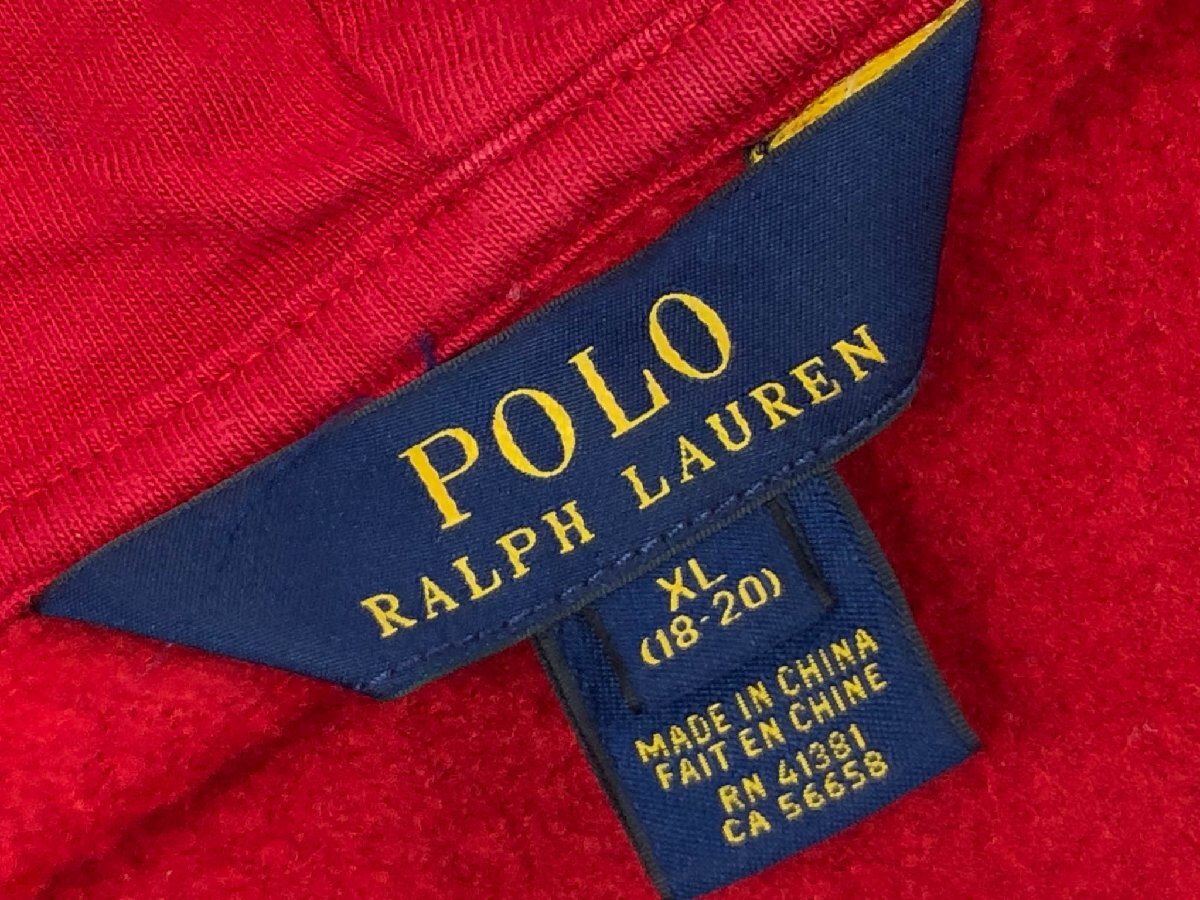 POLO
RALPH LAUREN
XL
(18-20)
MADE IN CHINA
FAIT EN CHINE
RN 41381
CA 56658